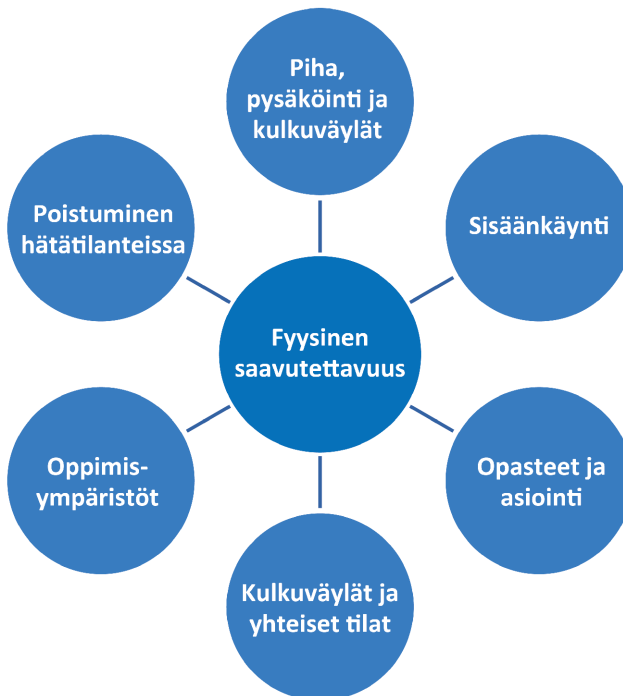 Piha,
pysäköinti ja
kulkuväylät
Sisäänkäynti
Opasteet ja
asiointi
Kulkuväylät ja
yhteiset tilat
Oppimis-
ympäristöt
Poistuminen
hätätilanteissa
Fyysinen
saavutettavuus